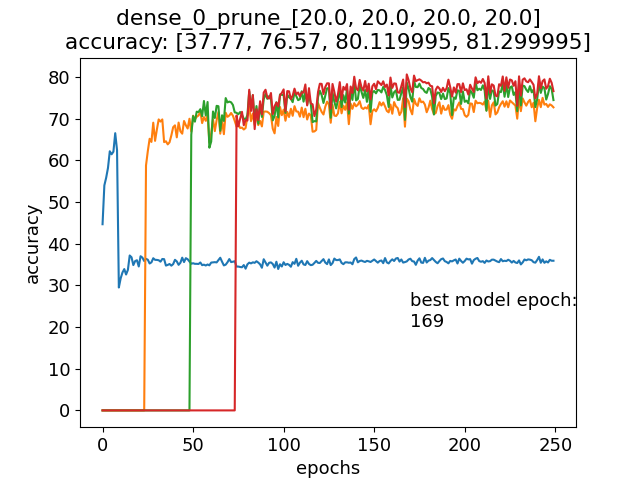 dense_0_prune_[20.0, 20.0, 20.0, 20.0]
accuracy: [37.77, 76.57, 80.119995, 81.299995]
80
70
60
50
40
30
20
10
0
accuracy
best model epoch:
169
0 50 100 150 200 250
epochs